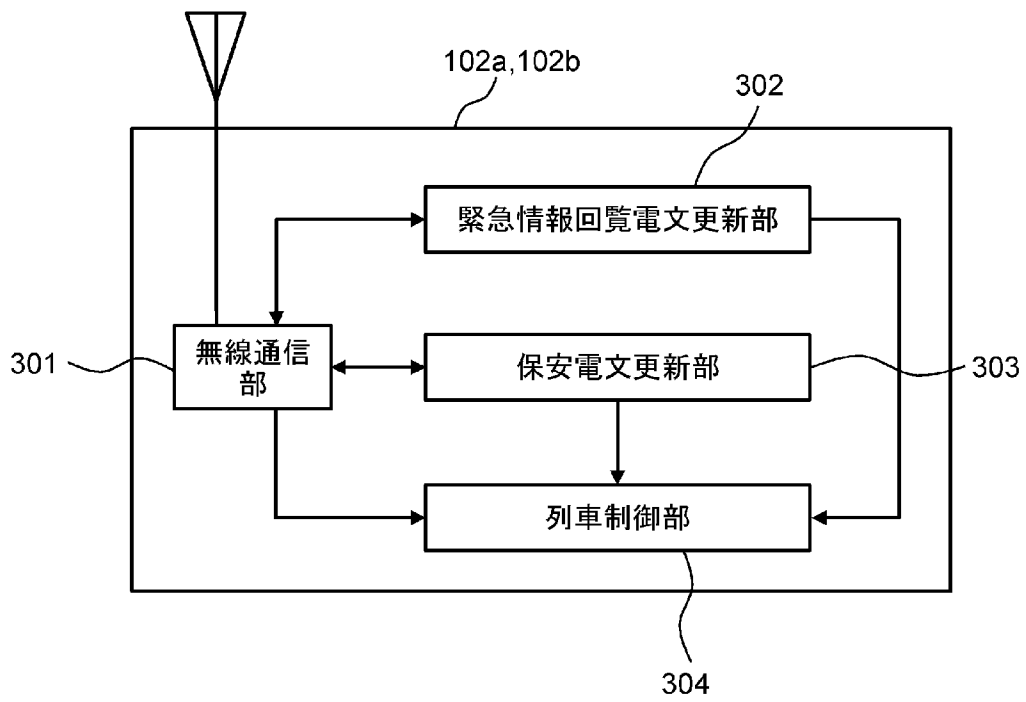 102a,102b
302
緊急情報回覧電文更新部
301
無線通信
部
保安電文更新部
303
列車制御部
304